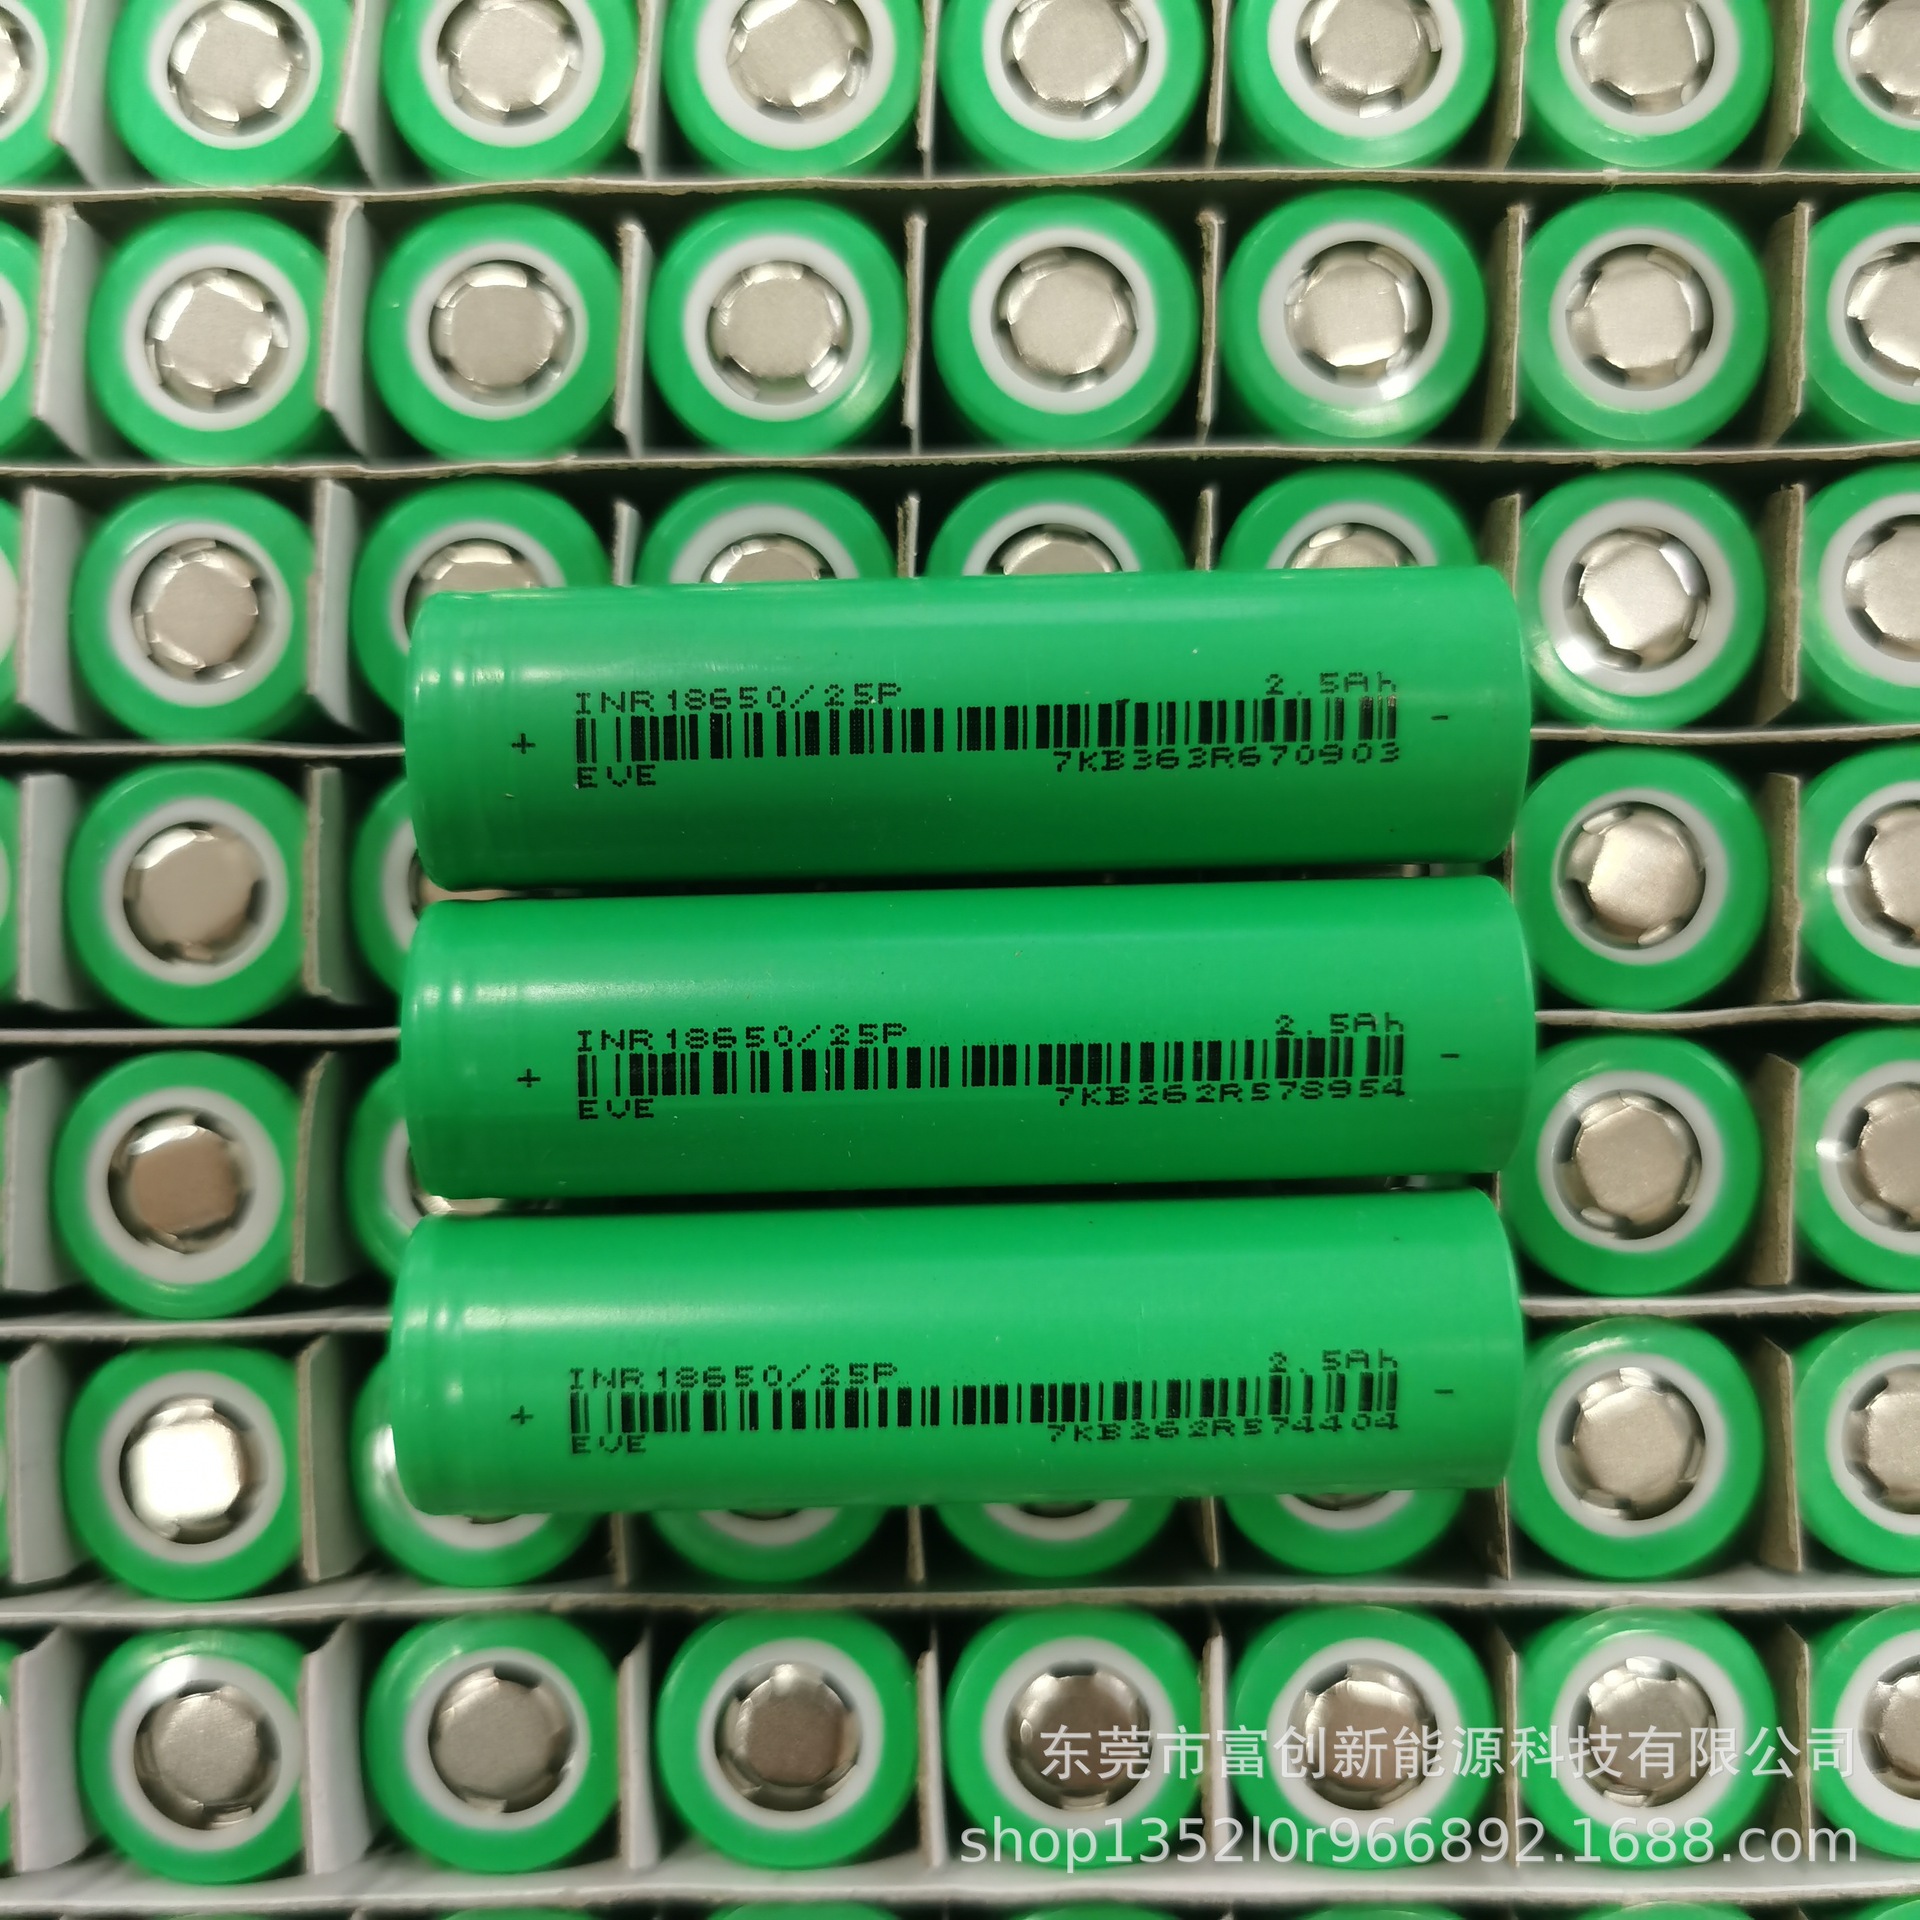 INR18650/25P 2.5Ah
+ -
EVE 7KB363R670903
INR18650/25P 2.5Ah
+ -
EVE 7KB262R578954
INR18650/25P 2.5Ah
+ -
EVE 7KB262R574404
东莞市富创新能源科技有限公司
shop1352l0r966892.1688.com